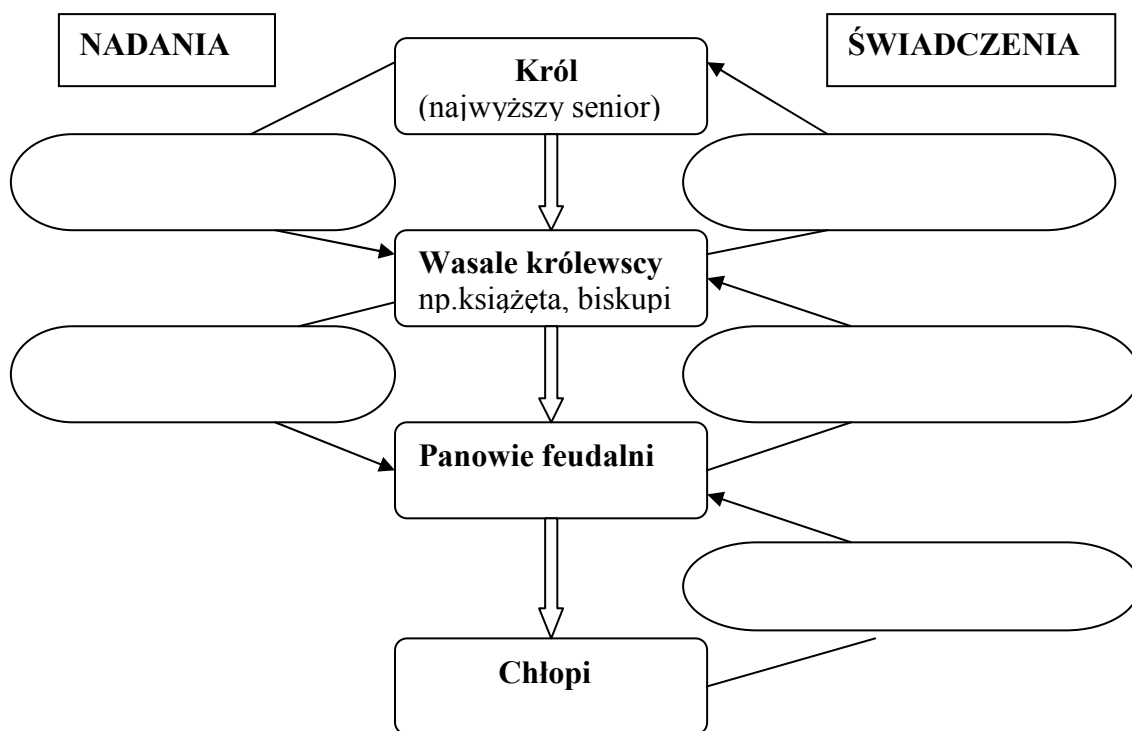 NADANIA
ŚWIADCZENIA
Król
(najwyższy senior)
Wasale królewscy
np.książęta, biskupi
Panowie feudalni
Chłopi